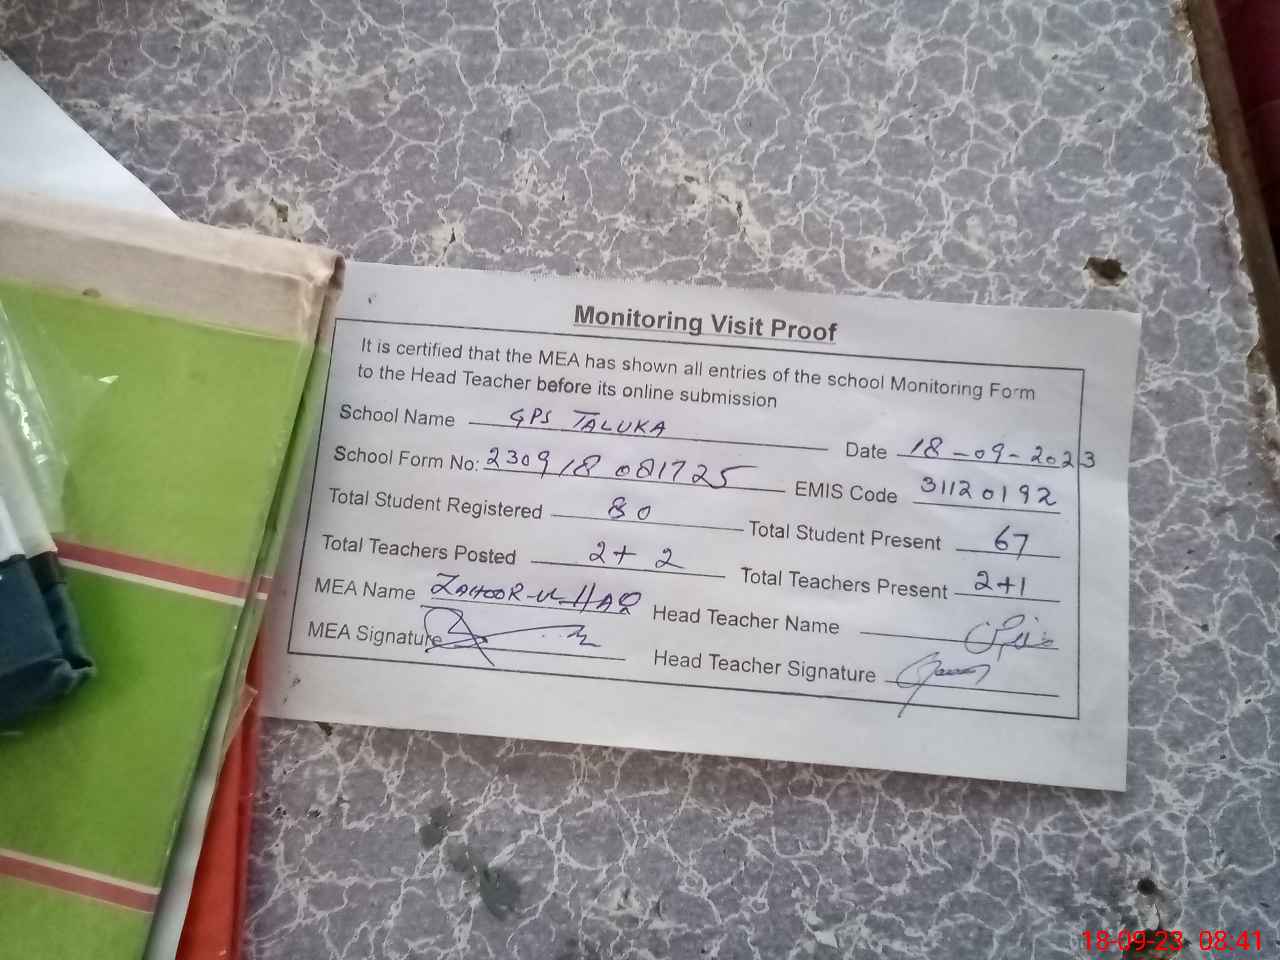 Monitoring Visit Proof
It is certified that the MEA has shown all entries of the school Monitoring Form
to the Head Teacher before its online submission
School Name GPS TALUKA Date 18-09-2023
School Form No: 230918081725 EMIS Code 31120192
Total Student Registered 80 Total Student Present 67
Total Teachers Posted 2+2 Total Teachers Present 2+1
MEA Name ZAHOOR-UL-HAQ Head Teacher Name
MEA Signature Head Teacher Signature
18-09-23 08:41